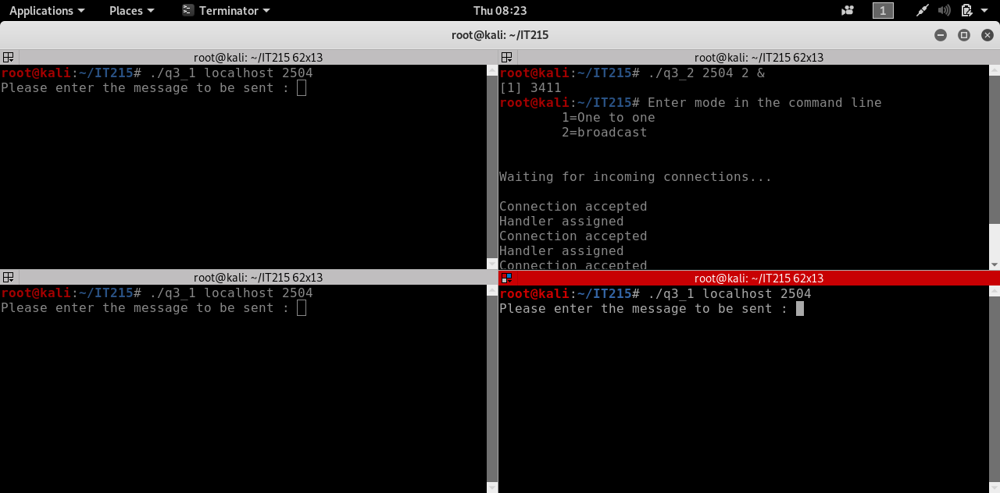 Applications Places Terminator Thu 08:23 1
root@kali: ~/IT215
root@kali: ~/IT215 62x13
root@kali:~/IT215# ./q3_1 localhost 2504
Please enter the message to be sent :
root@kali: ~/IT215 62x13
root@kali:~/IT215# ./q3_2 2504 2 &
[1] 3411
root@kali:~/IT215# Enter mode in the command line
1=One to one
2=broadcast
Waiting for incoming connections...
Connection accepted
Handler assigned
Connection accepted
Handler assigned
Connection accepted
root@kali: ~/IT215 62x13
root@kali:~/IT215# ./q3_1 localhost 2504
Please enter the message to be sent :
root@kali: ~/IT215 62x13
root@kali:~/IT215# ./q3_1 localhost 2504
Please enter the message to be sent :